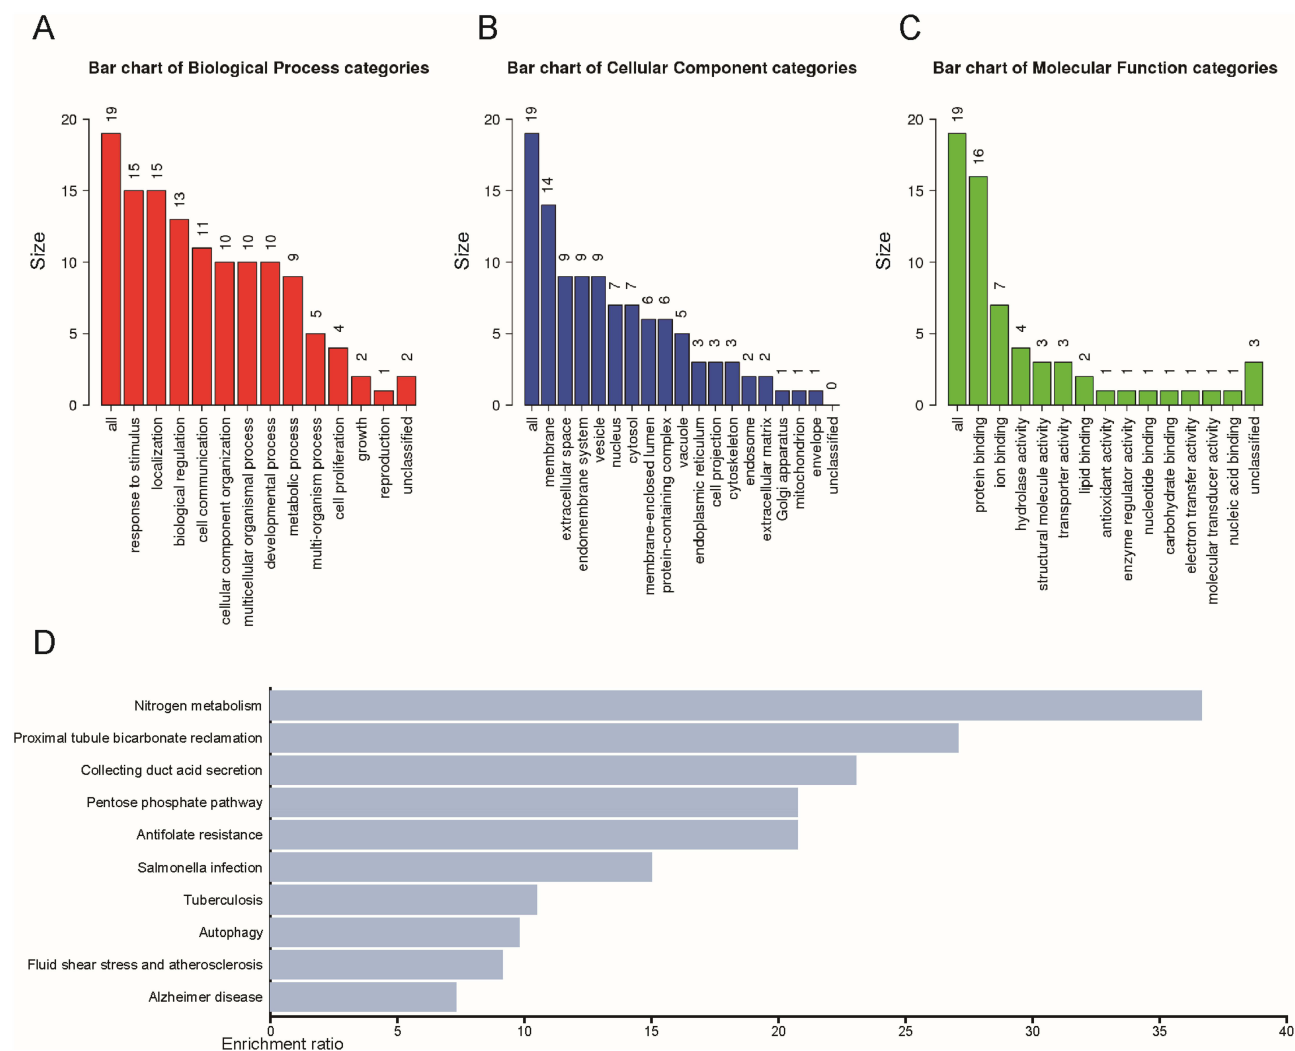 A
B
C
Bar chart of Biological Process categories
Bar chart of Cellular Component categories
Bar chart of Molecular Function categories
Size
20
15
10
5
0
19
15
15
13
11
10
10
10
9
5
4
2
1
2
all
response to stimulus
localization
biological regulation
cell communication
cellular component organization
multicellular organismal process
developmental process
metabolic process
multi-organism process
cell proliferation
growth
reproduction
unclassified
Size
20
15
10
5
0
19
14
9
9
9
7
7
6
6
5
3
3
3
2
2
1
1
1
0
all
membrane
extracellular space
endomembrane system
vesicle
nucleus
cytosol
membrane-enclosed lumen
protein-containing complex
vacuole
endoplasmic reticulum
cell projection
cytoskeleton
endosome
extracellular matrix
Golgi apparatus
mitochondrion
envelope
unclassified
Size
20
15
10
5
0
19
16
7
4
3
3
2
1
1
1
1
1
1
1
3
all
protein binding
ion binding
hydrolase activity
structural molecule activity
transporter activity
lipid binding
antioxidant activity
enzyme regulator activity
nucleotide binding
carbohydrate binding
electron transfer activity
molecular transducer activity
nucleic acid binding
unclassified
D
Nitrogen metabolism
Proximal tubule bicarbonate reclamation
Collecting duct acid secretion
Pentose phosphate pathway
Antifolate resistance
Salmonella infection
Tuberculosis
Autophagy
Fluid shear stress and atherosclerosis
Alzheimer disease
0 5 10 15 20 25 30 35 40
Enrichment ratio